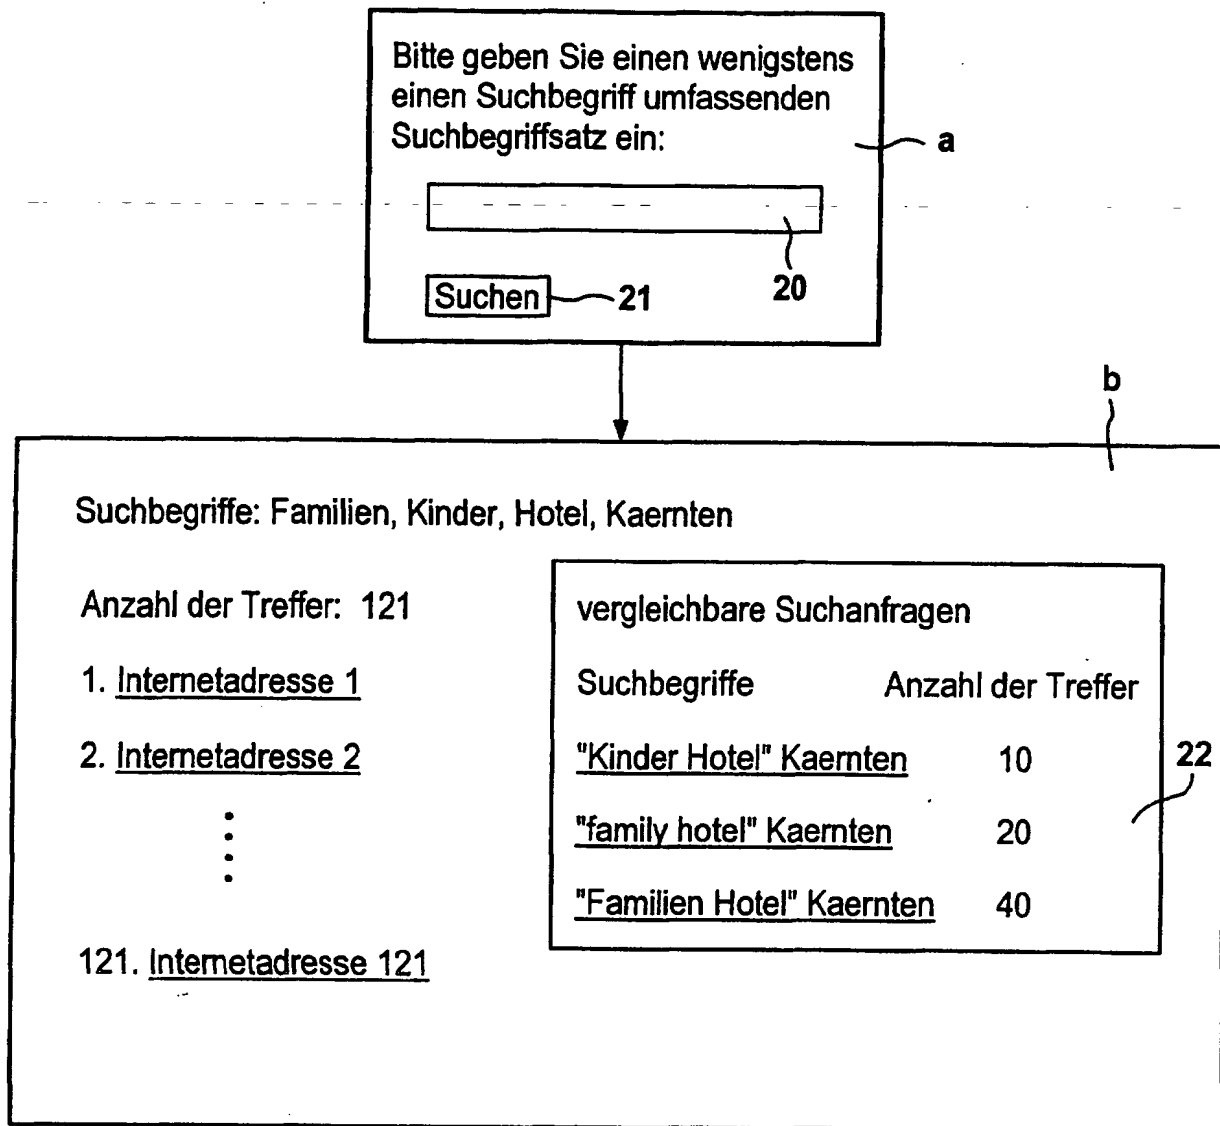 Bitte geben Sie einen wenigstens
einen Suchbegriff umfassenden
Suchbegriffsatz ein:
a
20
Suchen
21
b
Suchbegriffe: Familien, Kinder, Hotel, Kaernten
Anzahl der Treffer: 121
1. Internetadresse 1
2. Internetadresse 2
121. Internetadresse 121
vergleichbare Suchanfragen
Suchbegriffe Anzahl der Treffer
"Kinder Hotel" Kaernten 10
"family hotel" Kaernten 20
"Familien Hotel" Kaernten 40
22